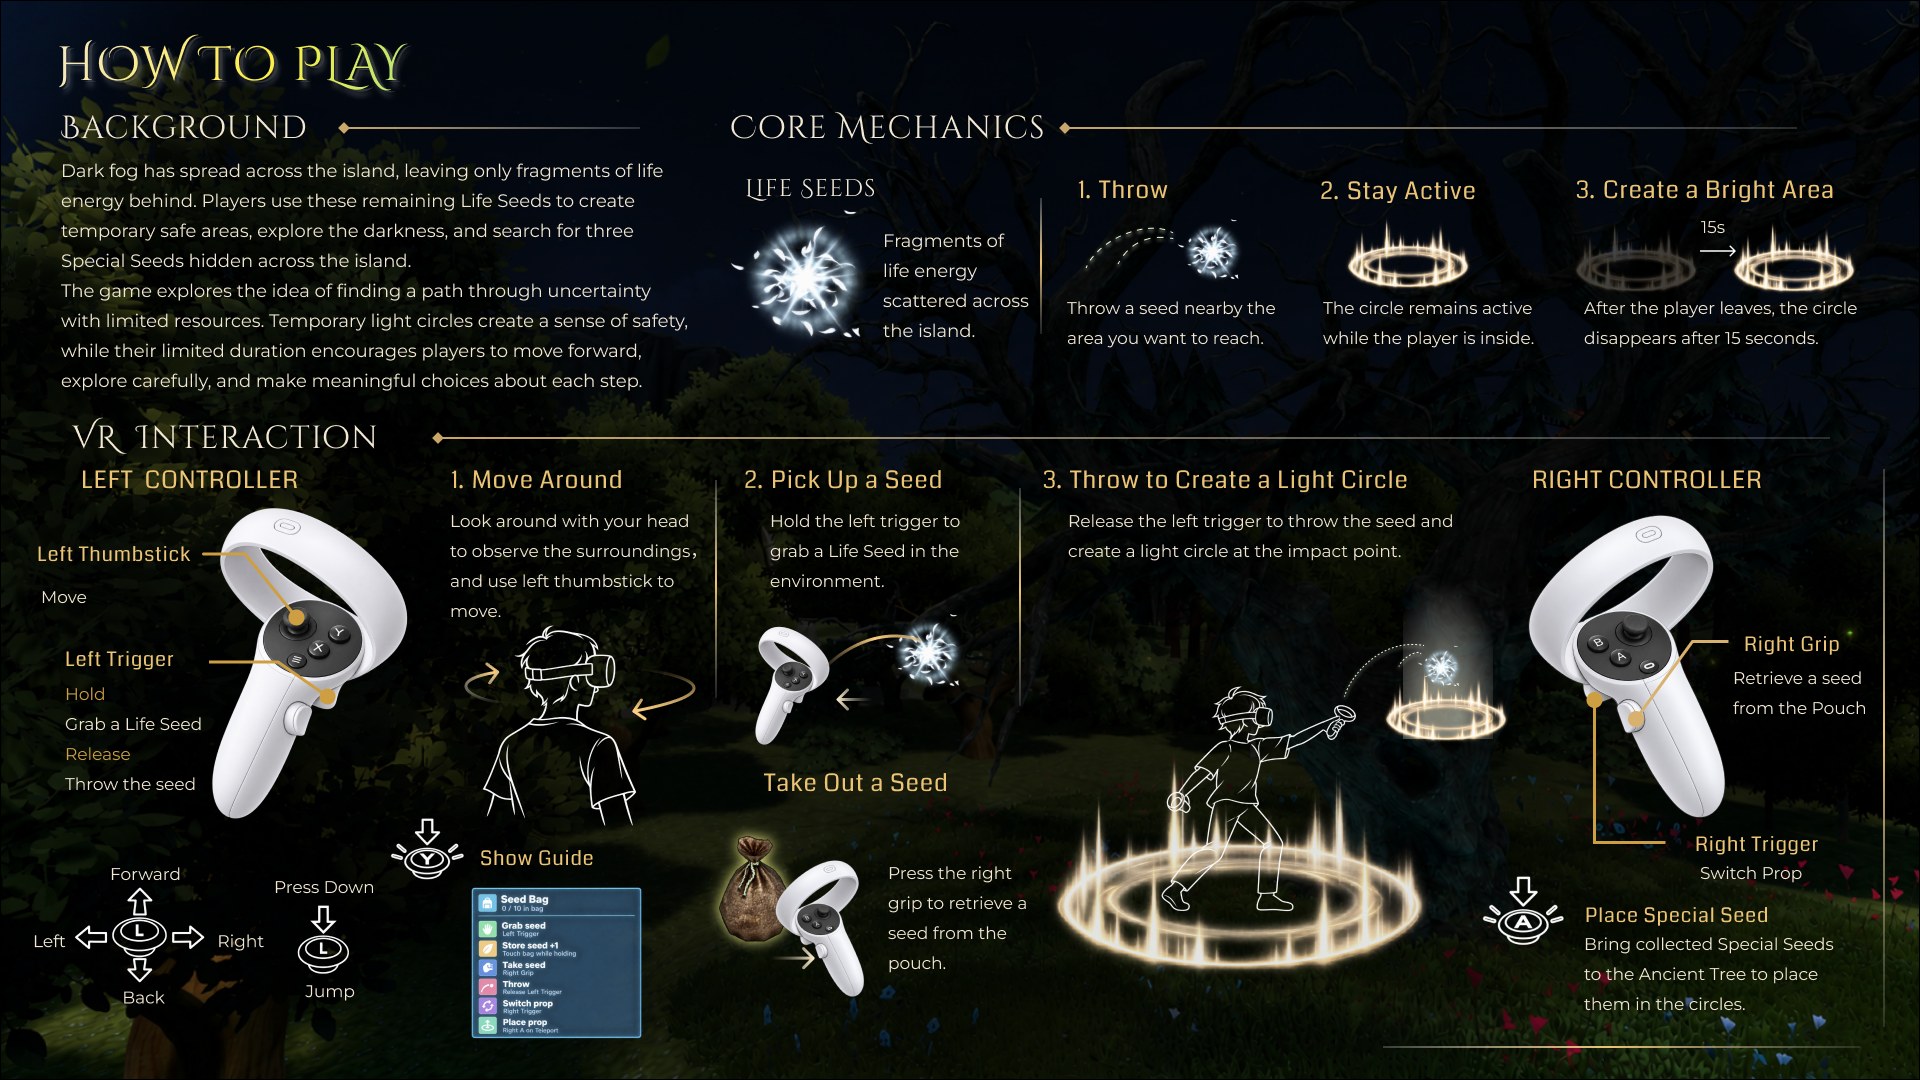 HOW TO PLAY
BACKGROUND
Dark fog has spread across the island, leaving only fragments of life
energy behind. Players use these remaining Life Seeds to create
temporary safe areas, explore the darkness, and search for three
Special Seeds hidden across the island.
The game explores the idea of finding a path through uncertainty
with limited resources. Temporary light circles create a sense of safety,
while their limited duration encourages players to move forward,
explore carefully, and make meaningful choices about each step.
CORE MECHANICS
LIFE SEEDS
Fragments of
life energy
scattered across
the island.
1. Throw
Throw a seed nearby the
area you want to reach.
2. Stay Active
The circle remains active
while the player is inside.
3. Create a Bright Area
15s
After the player leaves, the circle
disappears after 15 seconds.
VR INTERACTION
LEFT CONTROLLER
Left Thumbstick
Move
Left Trigger
Hold
Grab a Life Seed
Release
Throw the seed
Y
X
Forward
Left
L
Right
Back
Press Down
L
Jump
1. Move Around
Look around with your head
to observe the surroundings,
and use left thumbstick to
move.
Y
Show Guide
Seed Bag
0 / 10 in bag
Grab seed
Left Trigger
Store seed +1
Touch bag while holding
Take seed
Right Grip
Throw
Release Left Trigger
Switch prop
Right Trigger
Place prop
Right A on Teleport
2. Pick Up a Seed
Hold the left trigger to
grab a Life Seed in the
environment.
Take Out a Seed
Press the right
grip to retrieve a
seed from the
pouch.
3. Throw to Create a Light Circle
Release the left trigger to throw the seed and
create a light circle at the impact point.
RIGHT CONTROLLER
B
A
Right Grip
Retrieve a seed
from the Pouch
Right Trigger
Switch Prop
A
Place Special Seed
Bring collected Special Seeds
to the Ancient Tree to place
them in the circles.